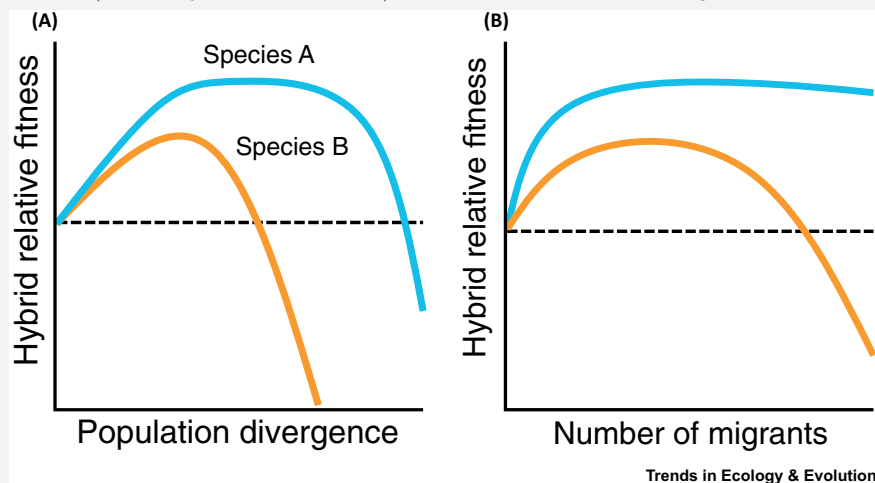 (A)
(B)
Species A
Species B
Hybrid relative fitness
Population divergence
Hybrid relative fitness
Number of migrants
Trends in Ecology & Evolution